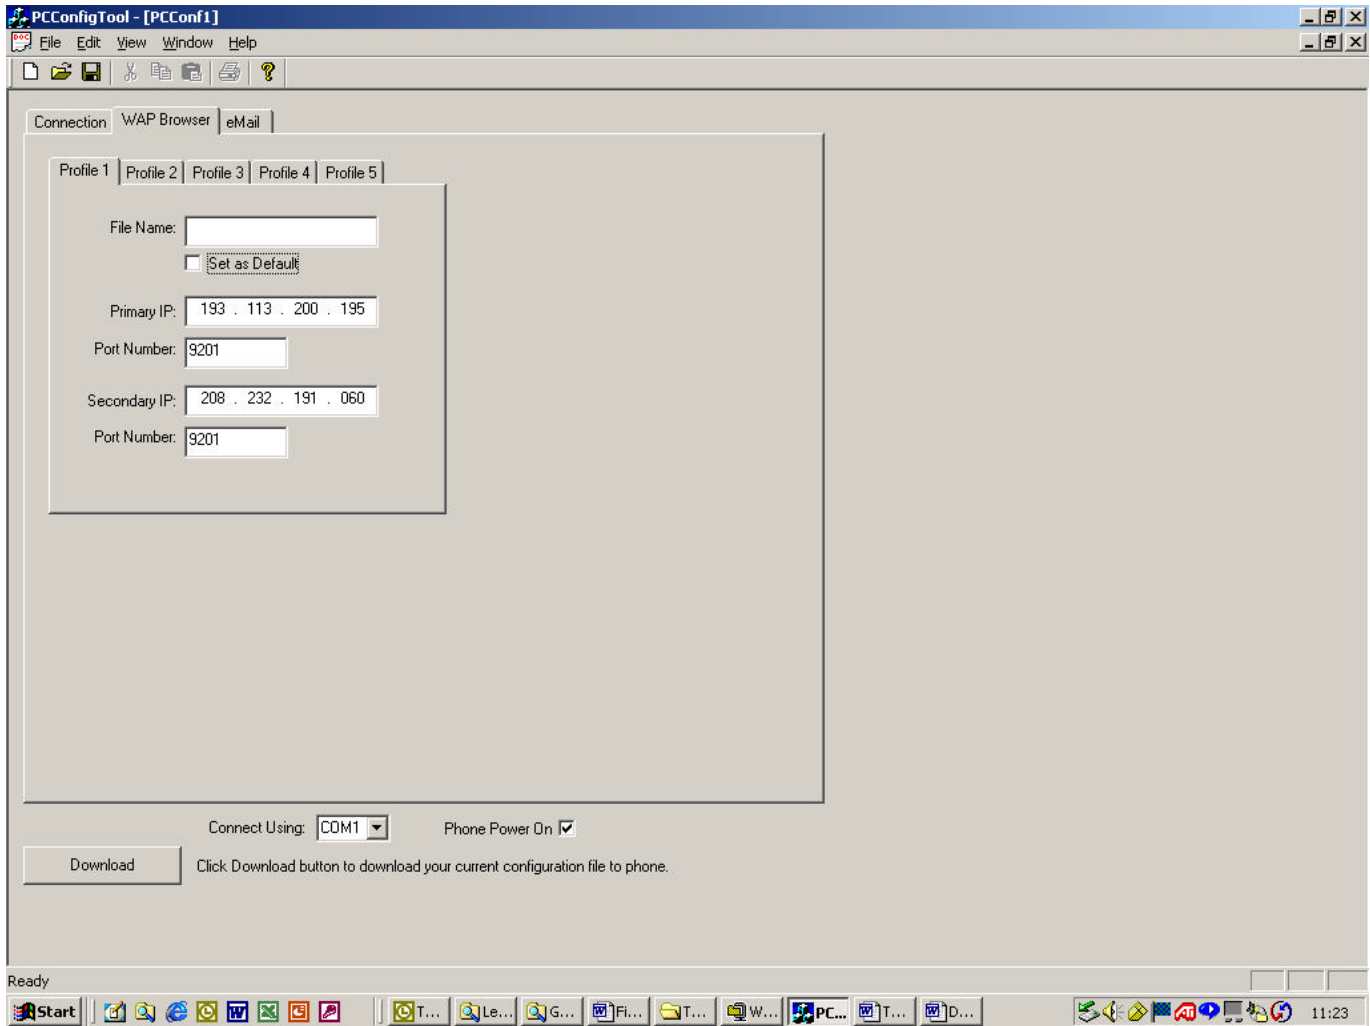 PCConfigTool - [PCConf1]
File Edit View Window Help
Connection WAP Browser eMail
Profile 1 Profile 2 Profile 3 Profile 4 Profile 5
File Name:
Set as Default
Primary IP: 193 . 113 . 200 . 195
Port Number: 9201
Secondary IP: 208 . 232 . 191 . 060
Port Number: 9201
Connect Using: COM1 Phone Power On
Download Click Download button to download your current configuration file to phone.
Ready
Start T... Le... G... Fi... T... W... PC... T... D... 11:23